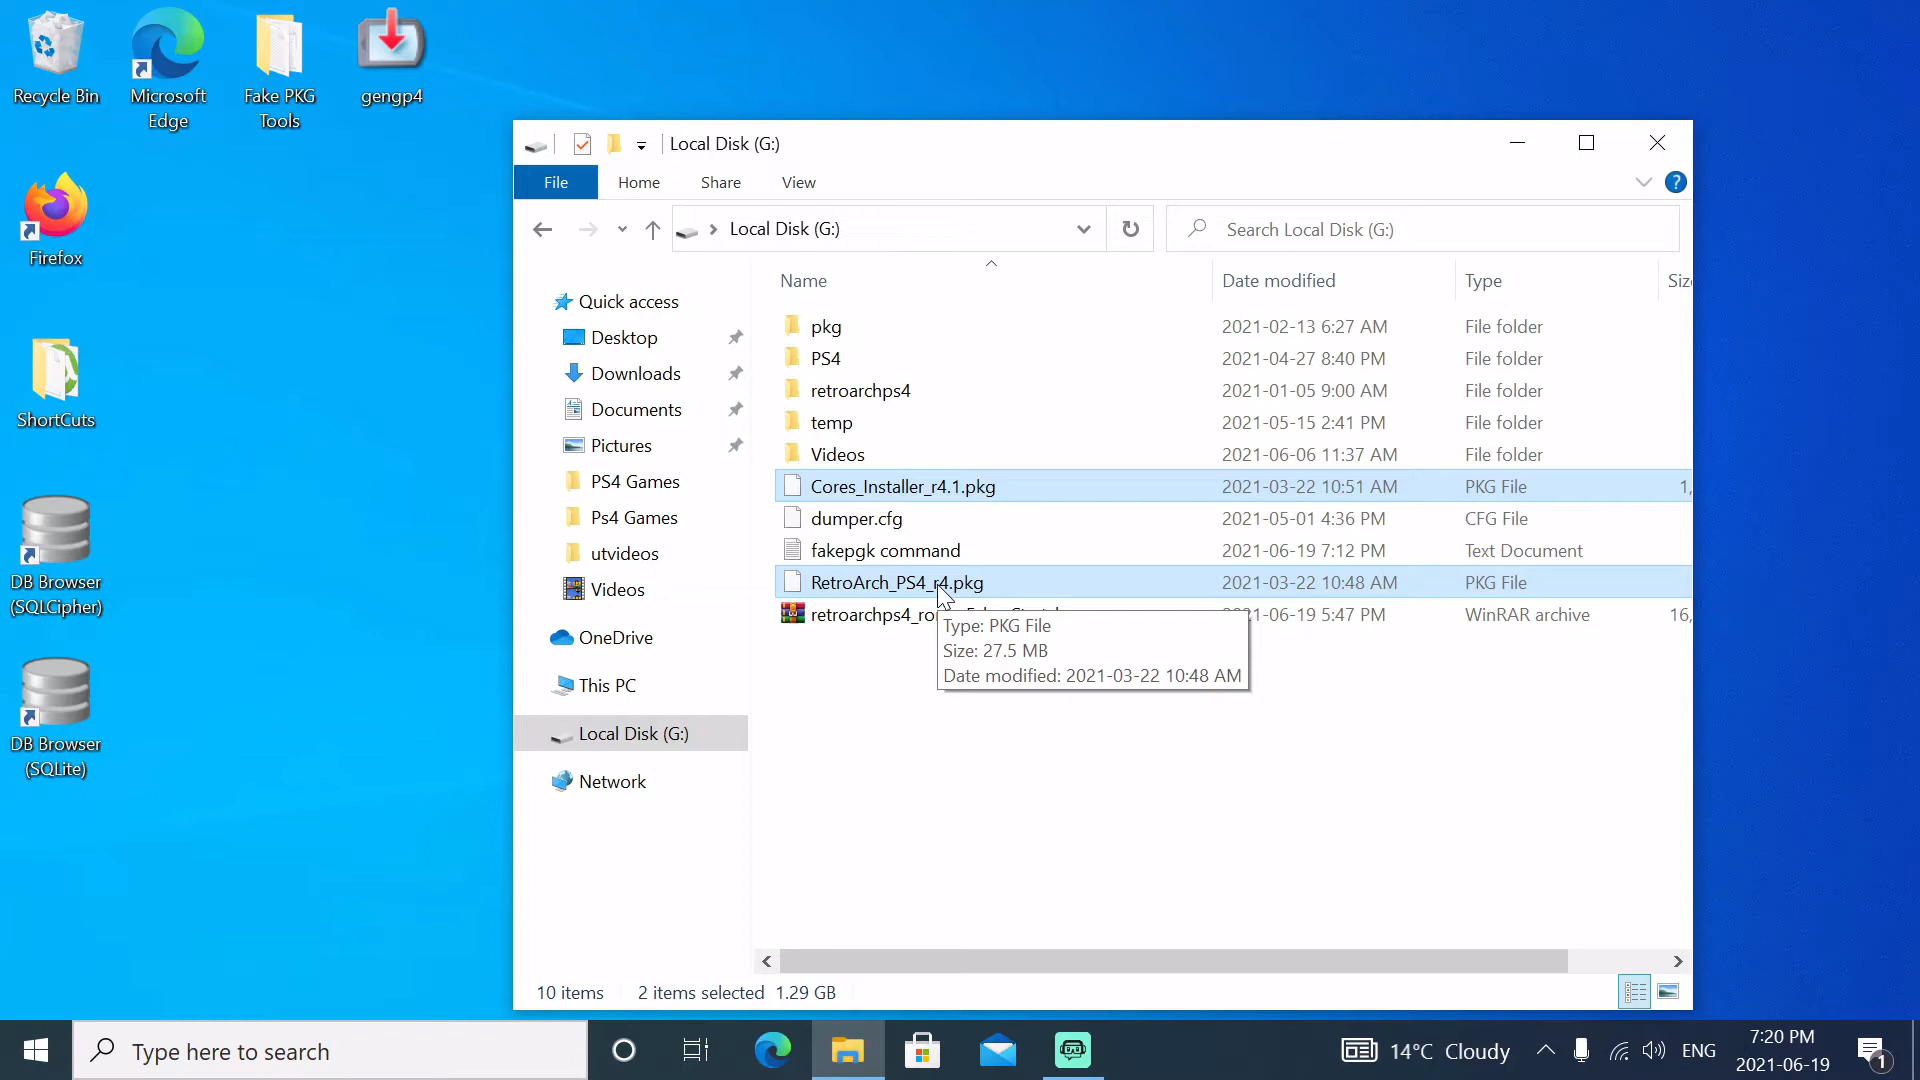 Recycle Bin
Microsoft
Edge
Fake PKG
Tools
gengp4
Firefox
ShortCuts
DB Browser
(SQLCipher)
DB Browser
(SQLite)
Local Disk (G:)
File
Home
Share
View
?
Local Disk (G:)
Search Local Disk (G:)
Name
Date modified
Type
Quick access
Desktop
Downloads
Documents
Pictures
PS4 Games
Ps4 Games
utvideos
Videos
OneDrive
This PC
Local Disk (G:)
Network
pkg 2021-02-13 6:27 AM File folder
PS4 2021-04-27 8:40 PM File folder
retroarchps4 2021-01-05 9:00 AM File folder
temp 2021-05-15 2:41 PM File folder
Videos 2021-06-06 11:37 AM File folder
Cores_Installer_r4.1.pkg 2021-03-22 10:51 AM PKG File 1,
dumper.cfg 2021-05-01 4:36 PM CFG File
fakepgk command 2021-06-19 7:12 PM Text Document
RetroArch_PS4_r4.pkg 2021-03-22 10:48 AM PKG File
5:47 PM WinRAR archive 16,
Type: PKG File
Size: 27.5 MB
Date modified: 2021-03-22 10:48 AM
10 items
2 items selected 1.29 GB
Type here to search
14°C Cloudy
ENG
7:20 PM
2021-06-19
1